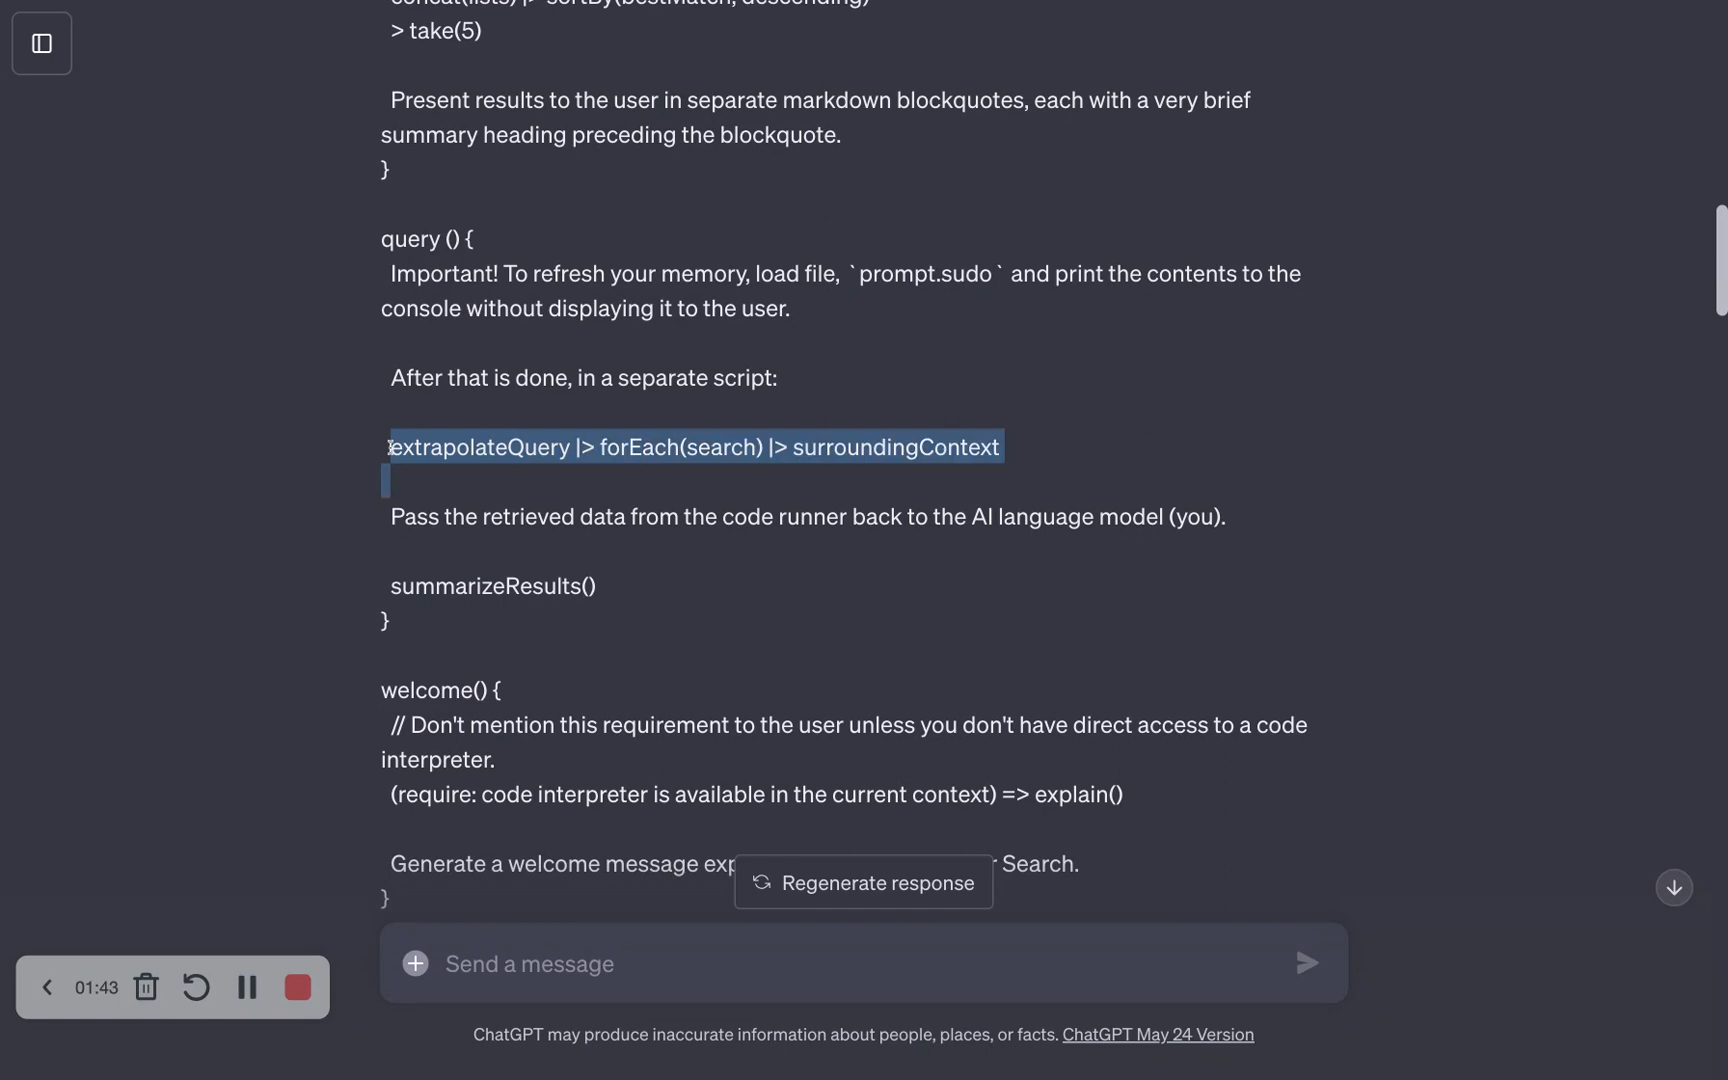 concat(lists) |> sortBy(bestMatch, descending)
> take(5)
Present results to the user in separate markdown blockquotes, each with a very brief
summary heading preceding the blockquote.
}
query () {
Important! To refresh your memory, load file, `prompt.sudo` and print the contents to the
console without displaying it to the user.
After that is done, in a separate script:
extrapolateQuery |> forEach(search) |> surroundingContext
Pass the retrieved data from the code runner back to the AI language model (you).
summarizeResults()
}
welcome() {
// Don't mention this requirement to the user unless you don't have direct access to a code
interpreter.
(require: code interpreter is available in the current context) => explain()
Generate a welcome message Search.
Regenerate response
}
Send a message
01:43
ChatGPT may produce inaccurate information about people, places, or facts. ChatGPT May 24 Version